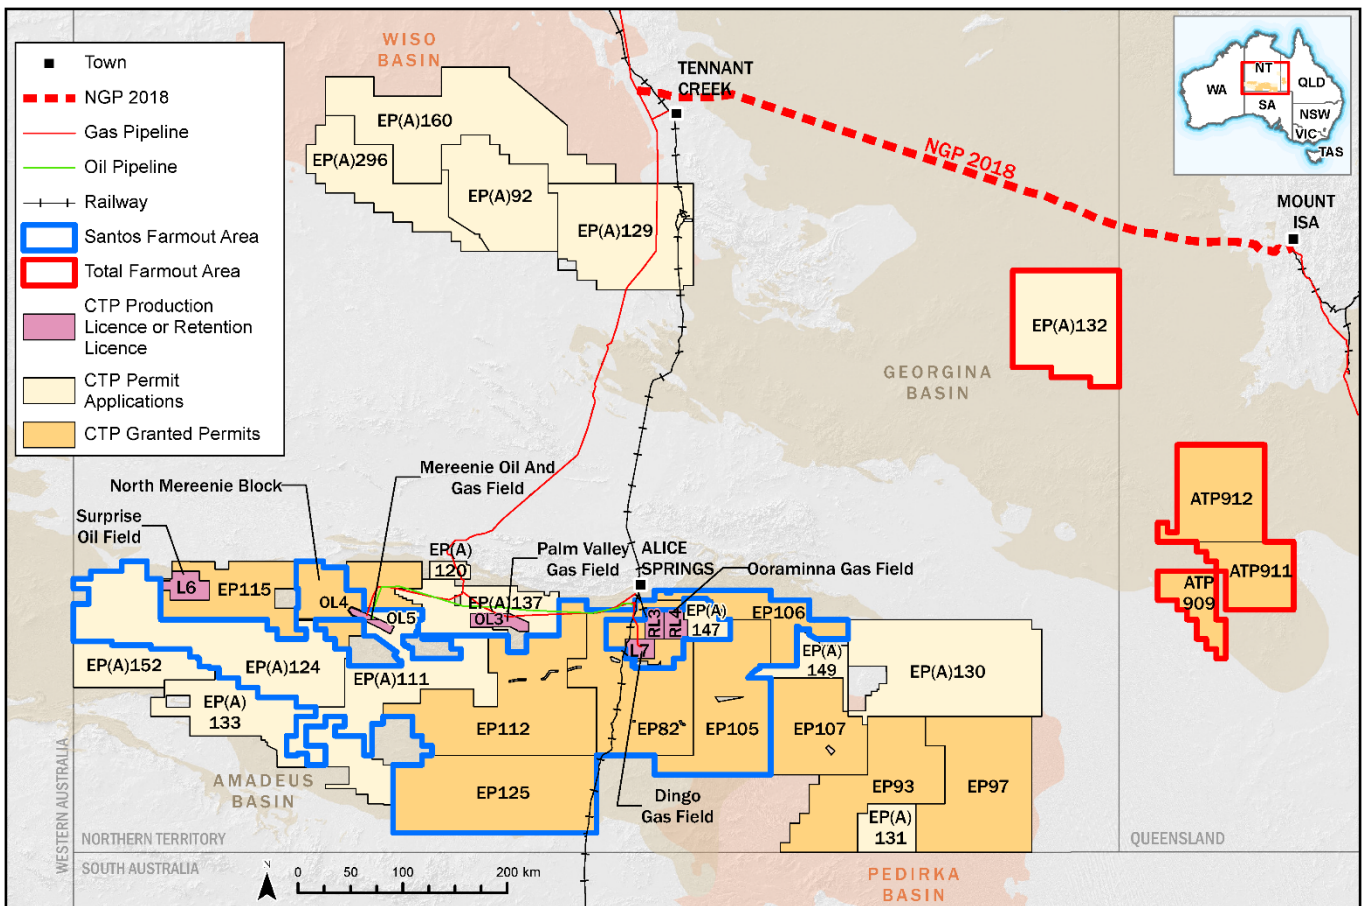 Town
NGP 2018
Gas Pipeline
Oil Pipeline
Railway
Santos Farmout Area
Total Farmout Area
CTP Production
Licence or Retention
Licence
CTP Permit
Applications
CTP Granted Permits
WISO
BASIN
TENNANT
CREEK
EP(A)160
EP(A)296
EP(A)92
EP(A)129
NGP 2018
MOUNT
ISA
NT
WA
QLD
SA
NSW
VIC
TAS
EP(A)132
GEORGINA
BASIN
ATP912
ATP911
ATP
909
Mereenie Oil And
Gas Field
North Mereenie Block
Surprise
Oil Field
EP(A)
120
Palm Valley
Gas Field
ALICE
SPRINGS
Ooraminna Gas Field
L6
EP115
OL4
OL5
EP(A)137
OL3
RL3
RL4
EP(A)
147
EP106
L7
EP(A)
149
EP(A)130
EP(A)152
EP(A)124
EP(A)111
EP(A)
133
EP112
EP82
EP105
EP107
EP93
EP97
EP125
EP(A)
131
Dingo
Gas Field
AMADEUS
BASIN
PEDIRKA
BASIN
WESTERN AUSTRALIA
NORTHERN TERRITORY
SOUTH AUSTRALIA
QUEENSLAND
N
0 50 100 200 km